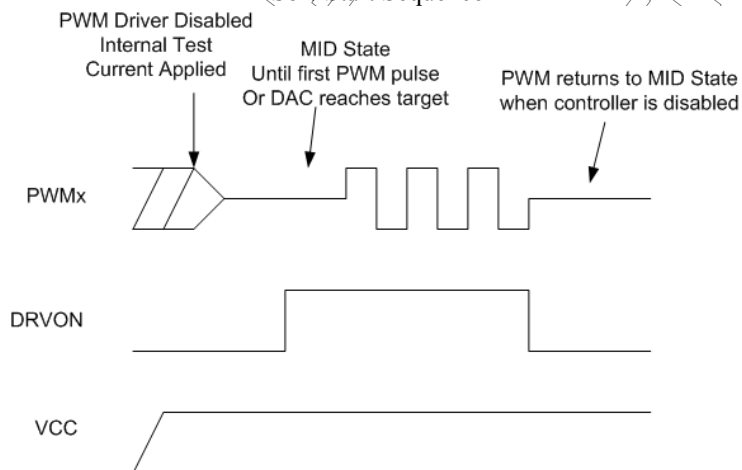 Sequence
PWM Driver Disabled
Internal Test
Current Applied
MID State
Until first PWM pulse
Or DAC reaches target
PWM returns to MID State
when controller is disabled
PWMx
DRVON
VCC